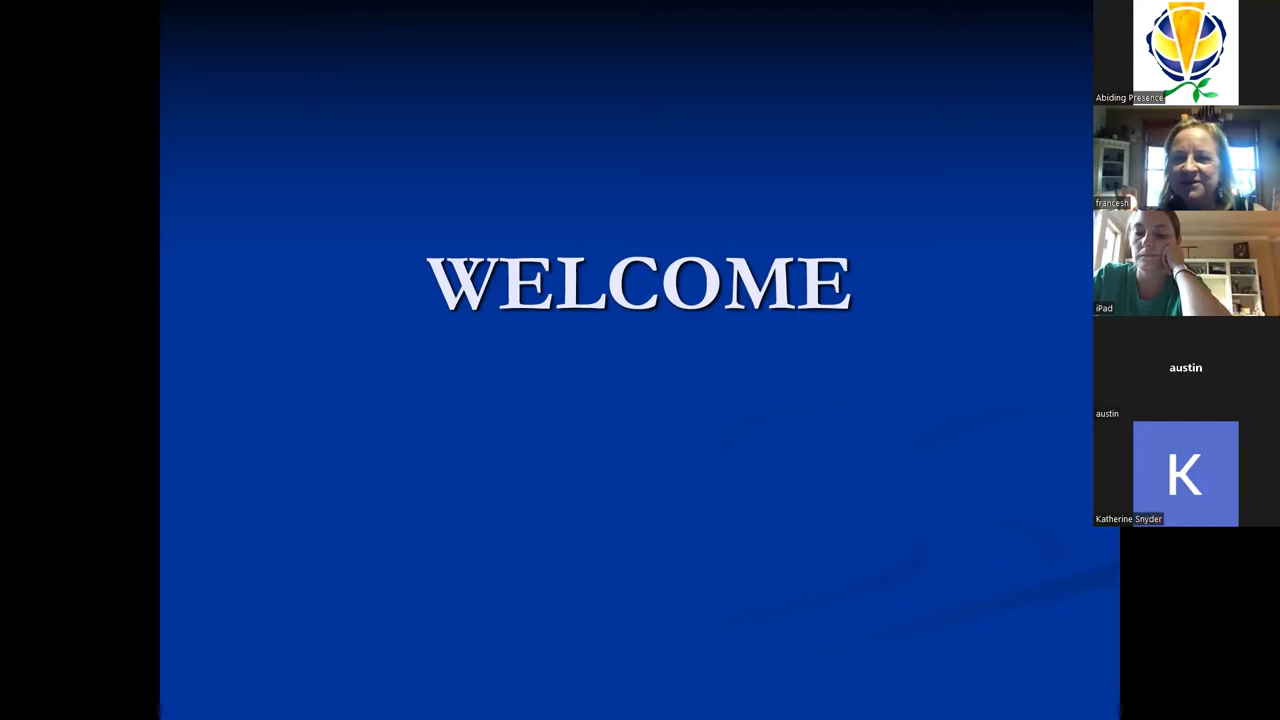 WELCOME
Abiding Presence
francesh
iPad
austin
austin
K
Katherine Snyder